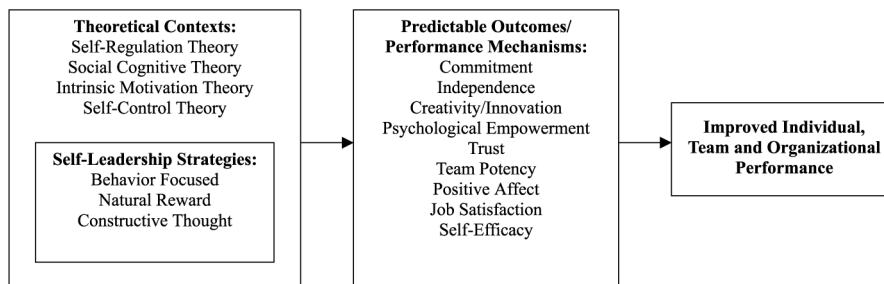 Theoretical Contexts:
Self-Regulation Theory
Social Cognitive Theory
Intrinsic Motivation Theory
Self-Control Theory
Self-Leadership Strategies:
Behavior Focused
Natural Reward
Constructive Thought
Predictable Outcomes/
Performance Mechanisms:
Commitment
Independence
Creativity/Innovation
Psychological Empowerment
Trust
Team Potency
Positive Affect
Job Satisfaction
Self-Efficacy
Improved Individual,
Team and Organizational
Performance